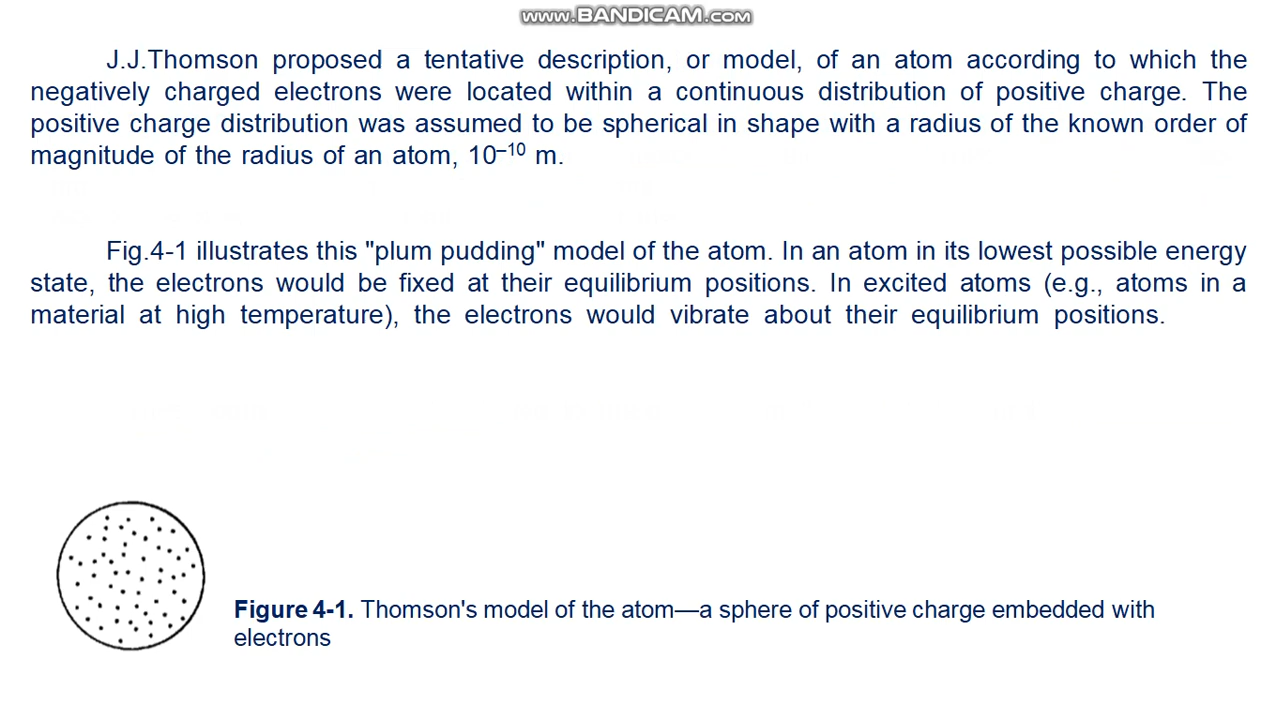 www.BANDICAM.com
J.J.Thomson proposed a tentative description, or model, of an atom according to which the
negatively charged electrons were located within a continuous distribution of positive charge. The
positive charge distribution was assumed to be spherical in shape with a radius of the known order of
magnitude of the radius of an atom, 10⁻¹⁰ m.
Fig.4-1 illustrates this "plum pudding" model of the atom. In an atom in its lowest possible energy
state, the electrons would be fixed at their equilibrium positions. In excited atoms (e.g., atoms in a
material at high temperature), the electrons would vibrate about their equilibrium positions.
Figure 4-1. Thomson's model of the atom—a sphere of positive charge embedded with
electrons